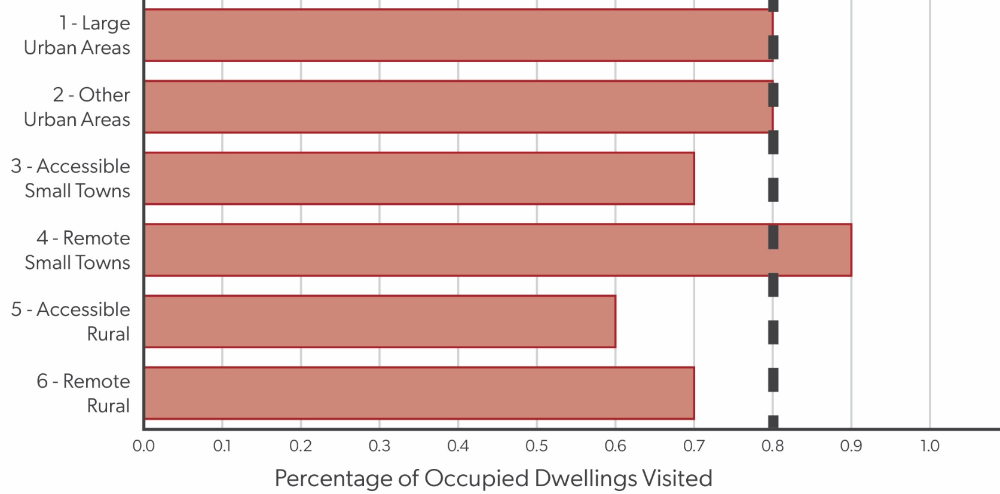 1 - Large
Urban Areas
2 - Other
Urban Areas
3 - Accessible
Small Towns
4 - Remote
Small Towns
5 - Accessible
Rural
6 - Remote
Rural
0.0 0.1 0.2 0.3 0.4 0.5 0.6 0.7 0.8 0.9 1.0
Percentage of Occupied Dwellings Visited